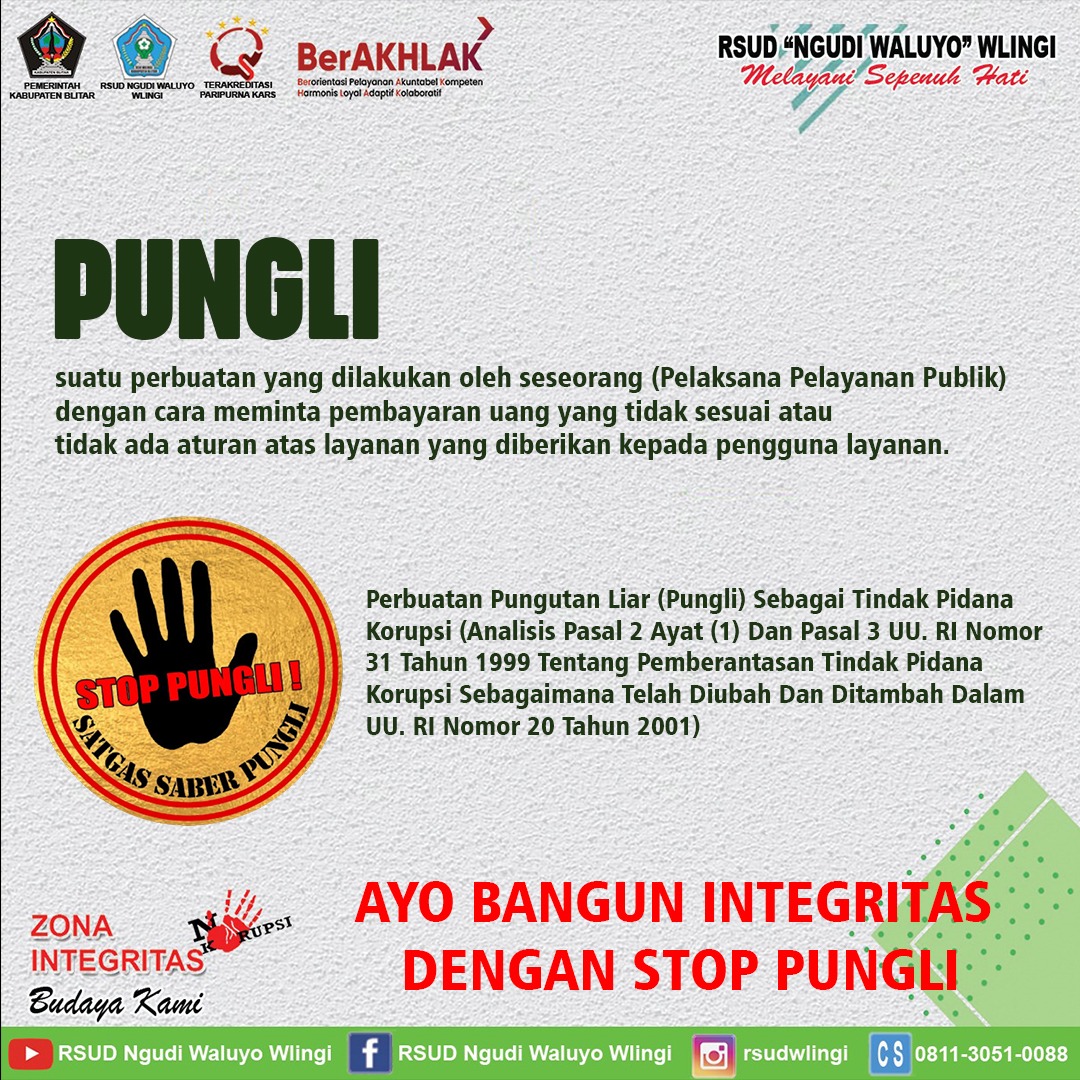 PEMERINTAH
KABUPATEN BLITAR
RSUD NGUDI WALUYO
WLINGI
TERAKREDITASI
PARIPURNA KARS
BerAKHLAK
Berorientasi Pelayanan Akuntabel Kompeten
Harmonis Loyal Adaptif Kolaboratif
RSUD “NGUDI WALUYO” WLINGI
Melayani Sepenuh Hati
PUNGLI
suatu perbuatan yang dilakukan oleh seseorang (Pelaksana Pelayanan Publik)
dengan cara meminta pembayaran uang yang tidak sesuai atau
tidak ada aturan atas layanan yang diberikan kepada pengguna layanan.
STOP PUNGLI !
SATGAS SABER PUNGLI
Perbuatan Pungutan Liar (Pungli) Sebagai Tindak Pidana
Korupsi (Analisis Pasal 2 Ayat (1) Dan Pasal 3 UU. RI Nomor
31 Tahun 1999 Tentang Pemberantasan Tindak Pidana
Korupsi Sebagaimana Telah Diubah Dan Ditambah Dalam
UU. RI Nomor 20 Tahun 2001)
ZONA
INTEGRITAS
Budaya Kami
N
KORUPSI
AYO BANGUN INTEGRITAS
DENGAN STOP PUNGLI
RSUD Ngudi Waluyo Wlingi
f RSUD Ngudi Waluyo Wlingi
rsudwlingi
CS 0811-3051-0088